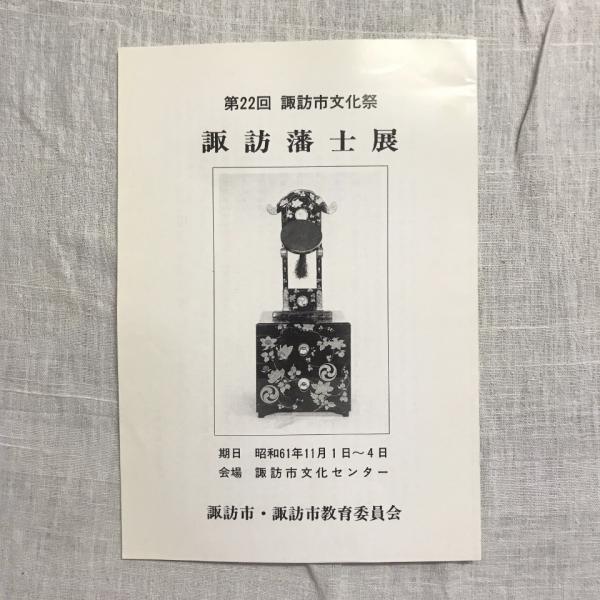 第22回 諏訪市文化祭
諏訪藩士展
期日 昭和61年11月1日～4日
会場 諏訪市文化センター
諏訪市・諏訪市教育委員会